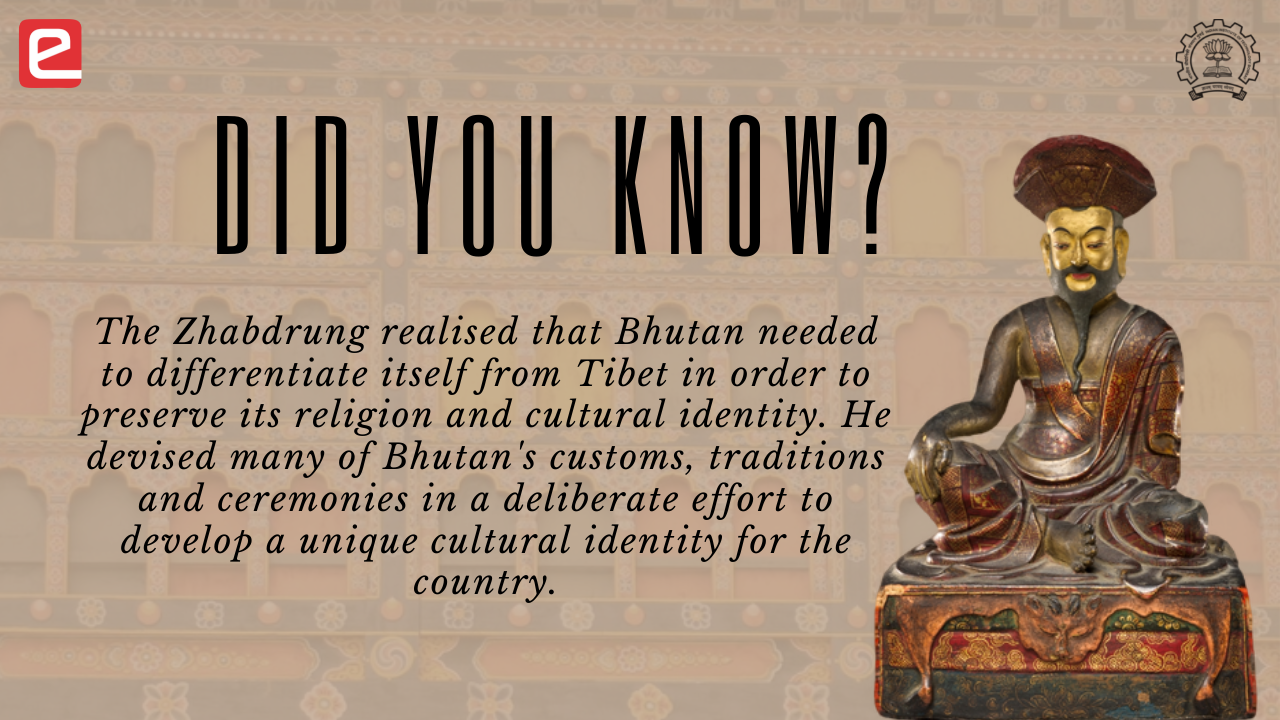 e
DID YOU KNOW?
The Zhabdrung realised that Bhutan needed
to differentiate itself from Tibet in order to
preserve its religion and cultural identity. He
devised many of Bhutan's customs, traditions
and ceremonies in a deliberate effort to
develop a unique cultural identity for the
country.